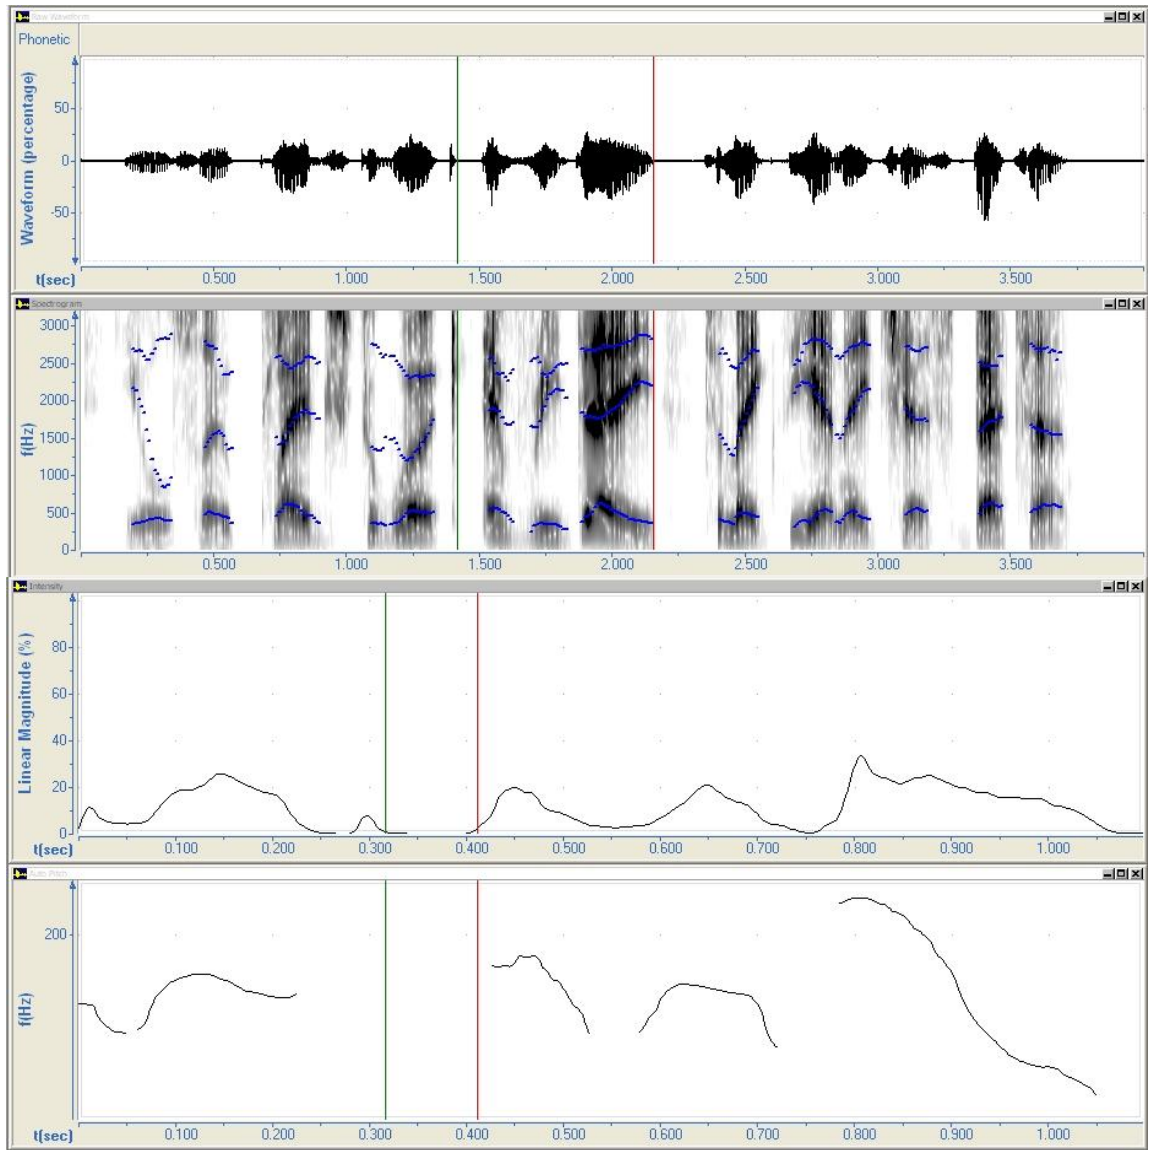 Raw Waveform
Phonetic
Waveform (percentage)
50
0
-50
t(sec)
0.500 1.000 1.500 2.000 2.500 3.000 3.500
Spectrogram
f(Hz)
3000
2500
2000
1500
1000
500
0
0.500 1.000 1.500 2.000 2.500 3.000 3.500
Intensity
Linear Magnitude (%)
80
60
40
20
0
t(sec)
0.100 0.200 0.300 0.400 0.500 0.600 0.700 0.800 0.900 1.000
Auto Pitch
200
f(Hz)
t(sec)
0.100 0.200 0.300 0.400 0.500 0.600 0.700 0.800 0.900 1.000